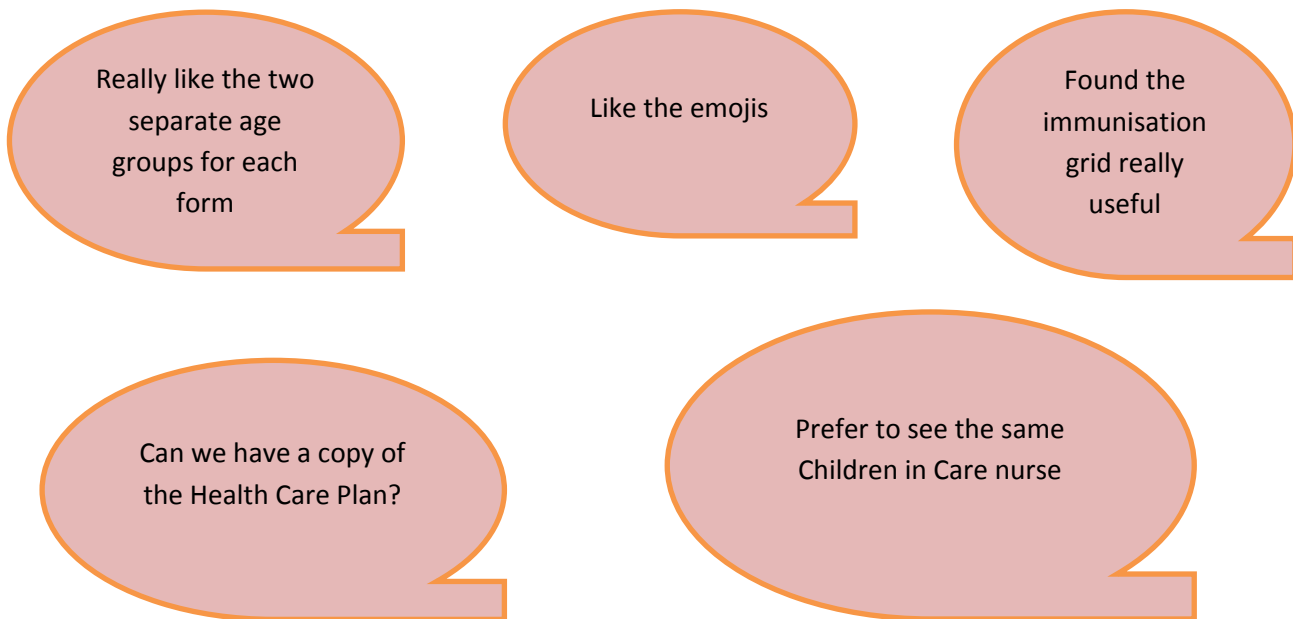 Really like the two
separate age
groups for each
form
Like the emojis
Found the
immunisation
grid really
useful
Can we have a copy of
the Health Care Plan?
Prefer to see the same
Children in Care nurse